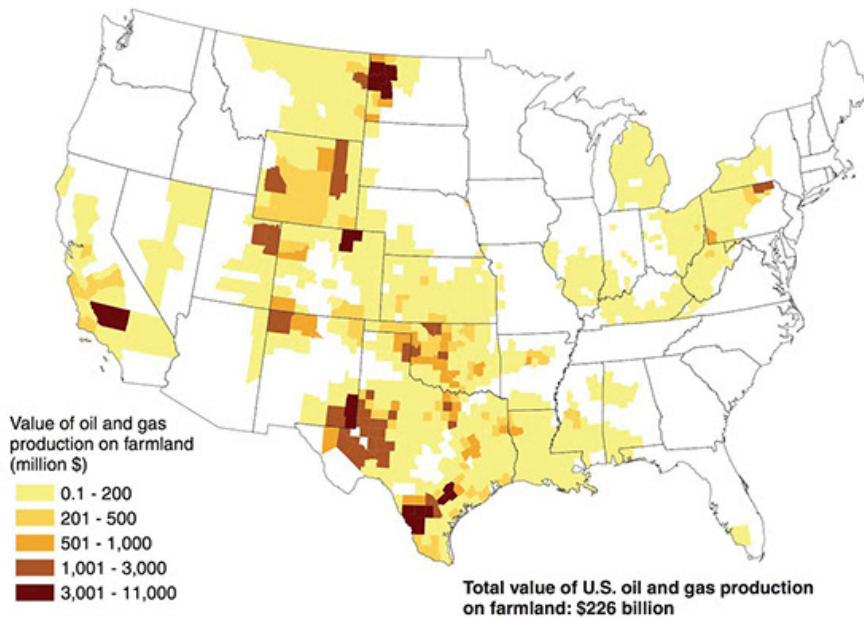 Value of oil and gas
production on farmland
(million $)
0.1 - 200
201 - 500
501 - 1,000
1,001 - 3,000
3,001 - 11,000
Total value of U.S. oil and gas production
on farmland: $226 billion